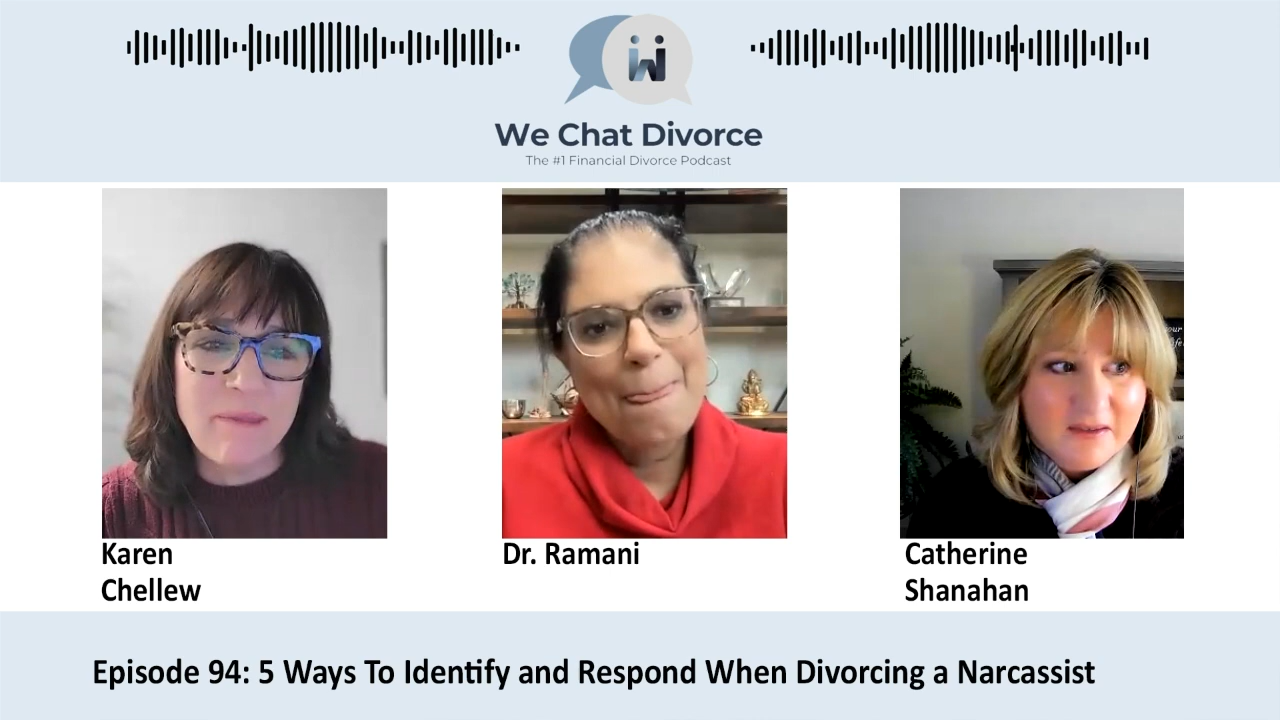 We Chat Divorce
The #1 Financial Divorce Podcast
Karen
Chellew
Dr. Ramani
Catherine
Shanahan
Episode 94: 5 Ways To Identify and Respond When Divorcing a Narcassist